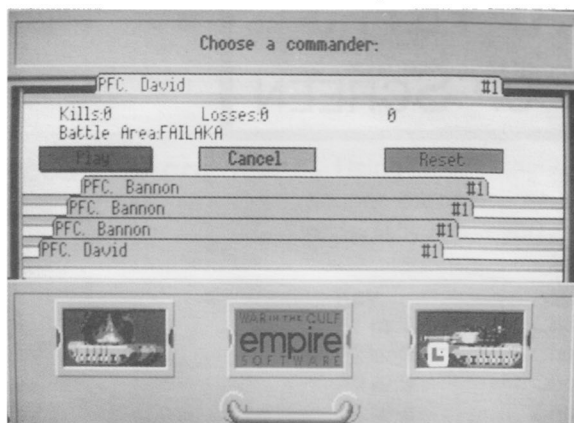 Choose a commander:
PFC. David #1
Kills:0 Losses:0 0
Battle Area:FAILAKA
Play Cancel Reset
PFC. Bannon #1
PFC. Bannon #1
PFC. Bannon #1
PFC. David #1
WAR IN THE GULF
empire
SOFTWARE